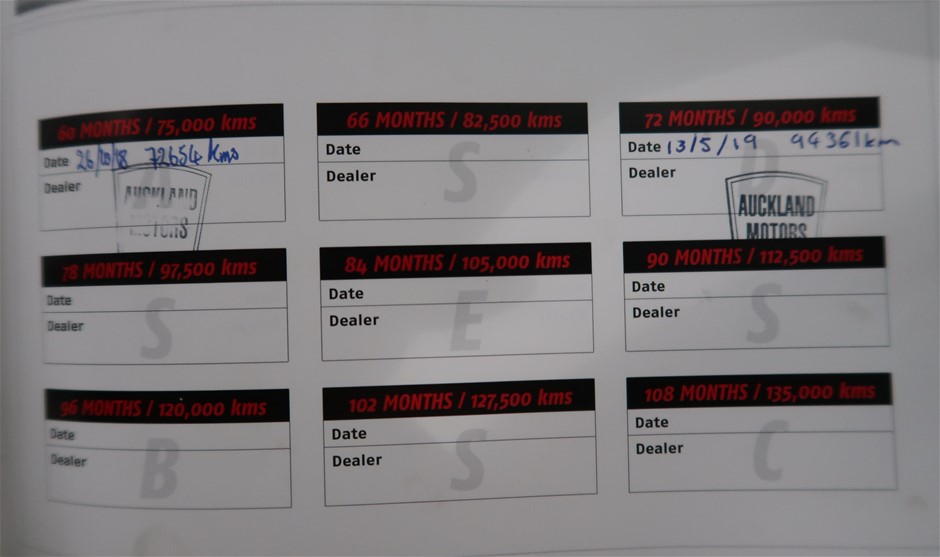 60 MONTHS / 75,000 kms
Date 26/10/18 72654 Kms
Dealer
AUCKLAND
MOTORS
66 MONTHS / 82,500 kms
Date
Dealer
S
72 MONTHS / 90,000 kms
Date 13/5/19 94361km
Dealer
D
AUCKLAND
MOTORS
78 MONTHS / 97,500 kms
Date
Dealer
S
84 MONTHS / 105,000 kms
Date
Dealer
E
90 MONTHS / 112,500 kms
Date
Dealer
S
96 MONTHS / 120,000 kms
Date
Dealer
B
102 MONTHS / 127,500 kms
Date
Dealer
S
108 MONTHS / 135,000 kms
Date
Dealer
C